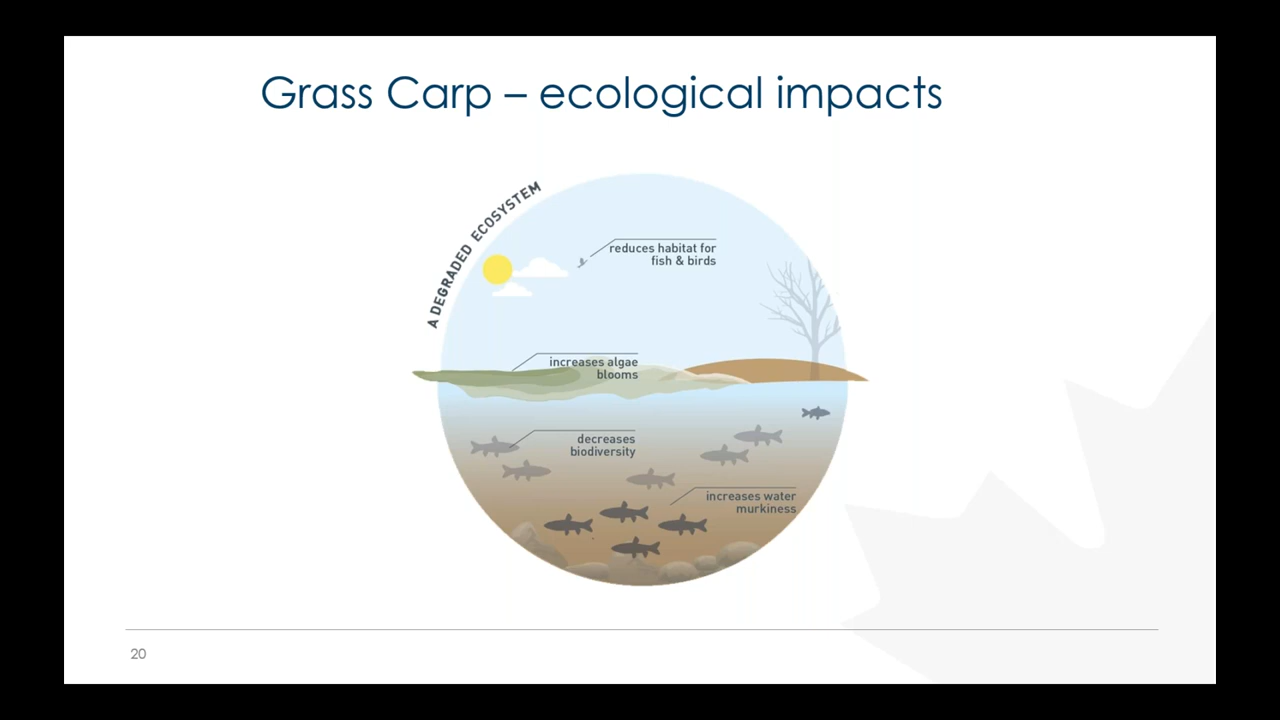 Grass Carp – ecological impacts
A DEGRADED ECOSYSTEM
reduces habitat for
fish & birds
increases algae
blooms
decreases
biodiversity
increases water
murkiness
20